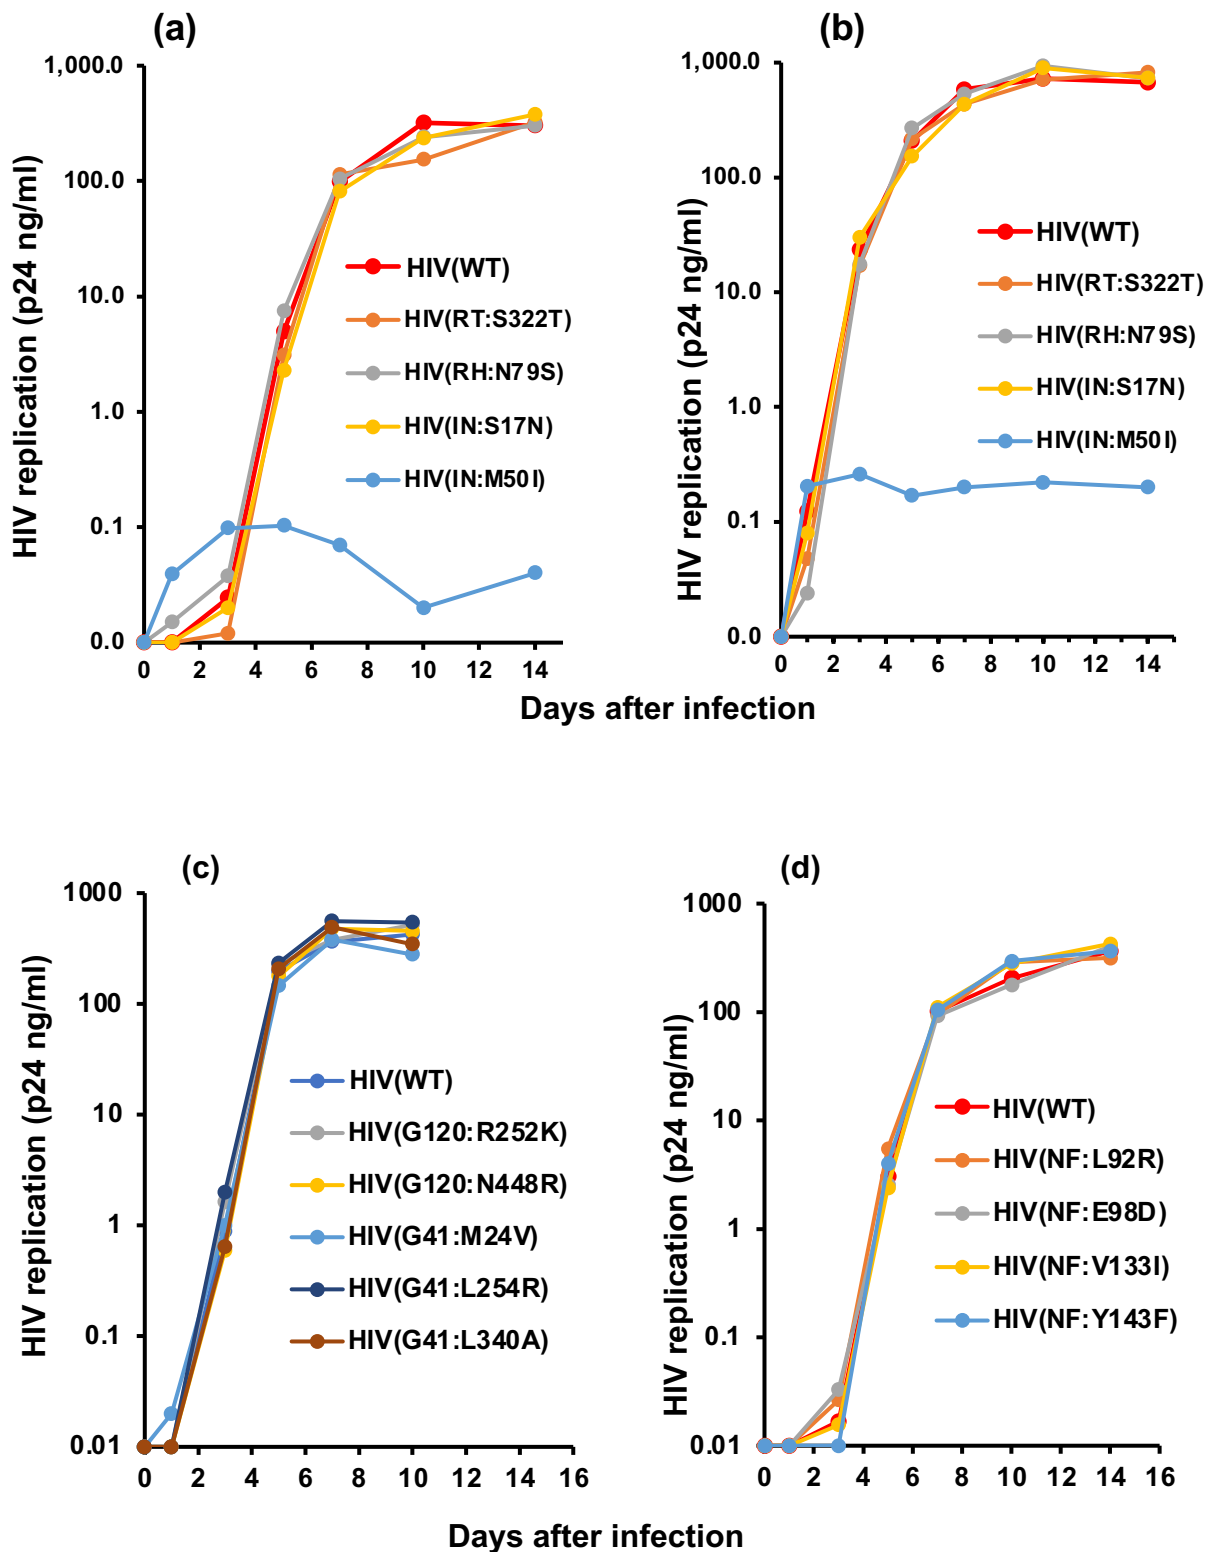 (a)
HIV replication (p24 ng/ml)
1,000.0
100.0
10.0
1.0
0.1
0.0
0 2 4 6 8 10 12 14
HIV(WT)
HIV(RT:S322T)
HIV(RH:N79S)
HIV(IN:S17N)
HIV(IN:M50I)
(b)
HIV replication (p24 ng/ml)
1,000.0
100.0
10.0
1.0
0.1
0.0
0 2 4 6 8 10 12 14
HIV(WT)
HIV(RT:S322T)
HIV(RH:N79S)
HIV(IN:S17N)
HIV(IN:M50I)
Days after infection
(c)
HIV replication (p24 ng/ml)
1000
100
10
1
0.1
0.01
0 2 4 6 8 10 12 14 16
HIV(WT)
HIV(G120:R252K)
HIV(G120:N448R)
HIV(G41:M24V)
HIV(G41:L254R)
HIV(G41:L340A)
(d)
HIV replication (p24 ng/ml)
1000
100
10
1
0.1
0.01
0 2 4 6 8 10 12 14 16
HIV(WT)
HIV(NF:L92R)
HIV(NF:E98D)
HIV(NF:V133I)
HIV(NF:Y143F)
Days after infection